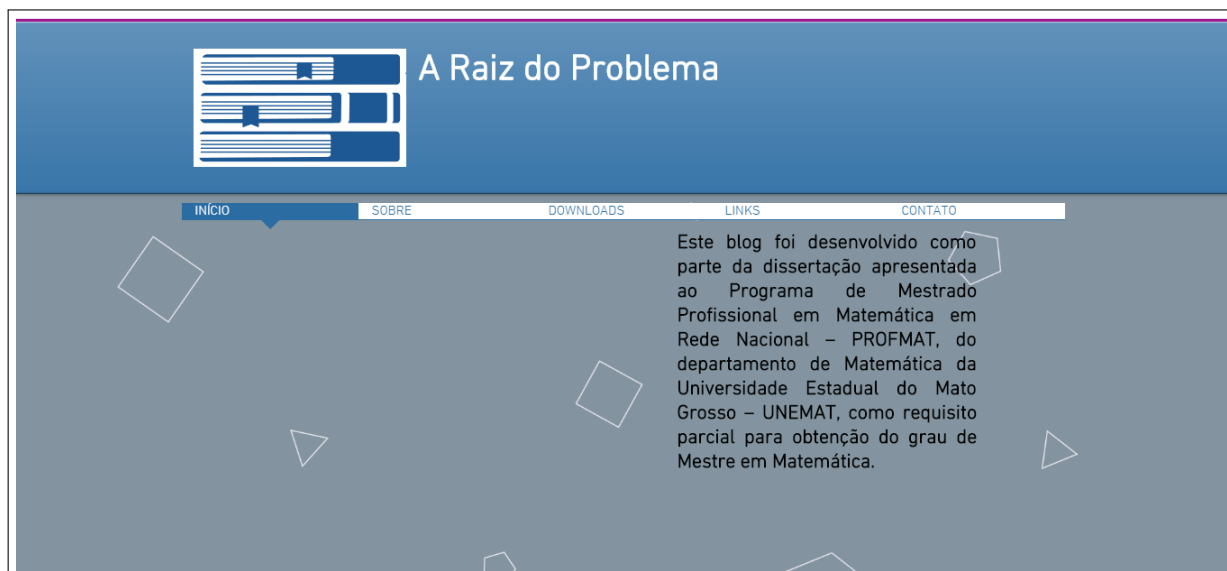 A Raiz do Problema
INÍCIO SOBRE DOWNLOADS LINKS CONTATO
Este blog foi desenvolvido como
parte da dissertação apresentada
ao Programa de Mestrado
Profissional em Matemática em
Rede Nacional – PROFMAT, do
departamento de Matemática da
Universidade Estadual do Mato
Grosso – UNEMAT, como requisito
parcial para obtenção do grau de
Mestre em Matemática.